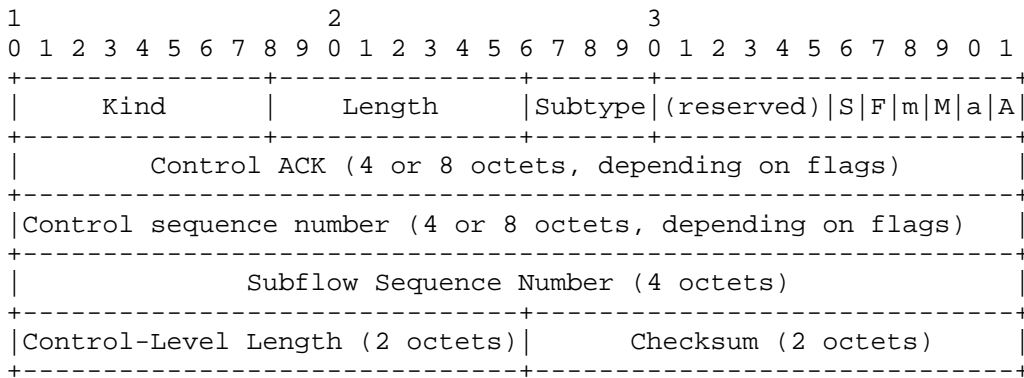 1 2 3
0 1 2 3 4 5 6 7 8 9 0 1 2 3 4 5 6 7 8 9 0 1 2 3 4 5 6 7 8 9 0 1
+---------------+---------------+-------+----------------------+
| Kind | Length |Subtype|(reserved)|S|F|m|M|a|A|
+---------------+---------------+-------+----------------------+
| Control ACK (4 or 8 octets, depending on flags) |
+--------------------------------------------------------------+
|Control sequence number (4 or 8 octets, depending on flags) |
+--------------------------------------------------------------+
| Subflow Sequence Number (4 octets) |
+-------------------------------+------------------------------+
|Control-Level Length (2 octets)| Checksum (2 octets) |
+-------------------------------+------------------------------+